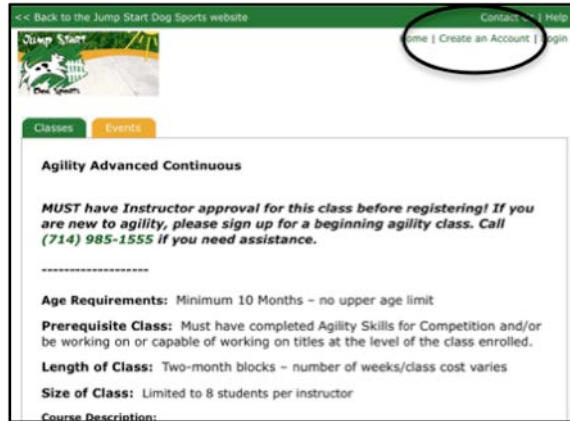 << Back to the Jump Start Dog Sports website
Contact Us | Help
Home | Create an Account | Login
Jump Start
Dog Sports
Classes
Events
Agility Advanced Continuous
MUST have Instructor approval for this class before registering! If you
are new to agility, please sign up for a beginning agility class. Call
(714) 985-1555 if you need assistance.
-------------------
Age Requirements: Minimum 10 Months – no upper age limit
Prerequisite Class: Must have completed Agility Skills for Competition and/or
be working on or capable of working on titles at the level of the class enrolled.
Length of Class: Two-month blocks – number of weeks/class cost varies
Size of Class: Limited to 8 students per instructor
Course Description: